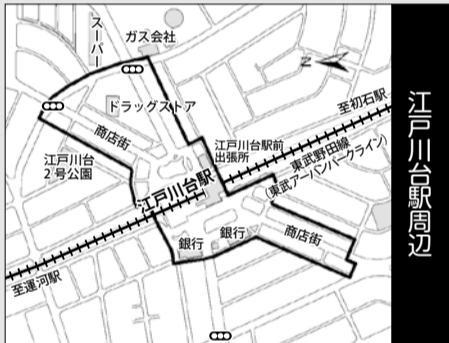 江戸川台駅周辺
スーパー
ガス会社
N
ドラッグストア
商店街
江戸川台
2号公園
江戸川台駅前
出張所
至初石駅
東武野田線
(東武アーバンパークライン)
江戸川台駅
銀行
銀行
商店街
至運河駅